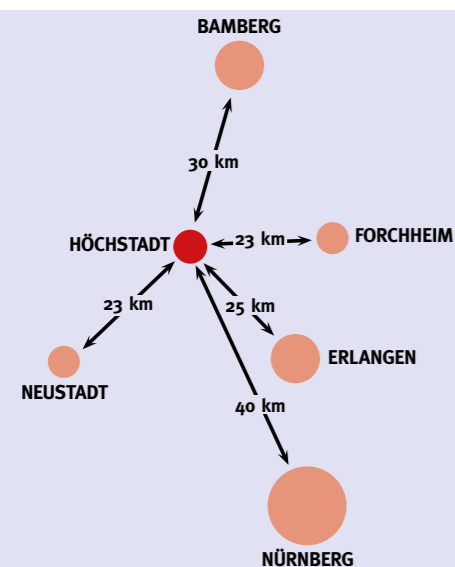 BAMBERG
30 km
HÖCHSTADT
23 km
FORCHHEIM
23 km
25 km
ERLANGEN
NEUSTADT
40 km
NÜRNBERG